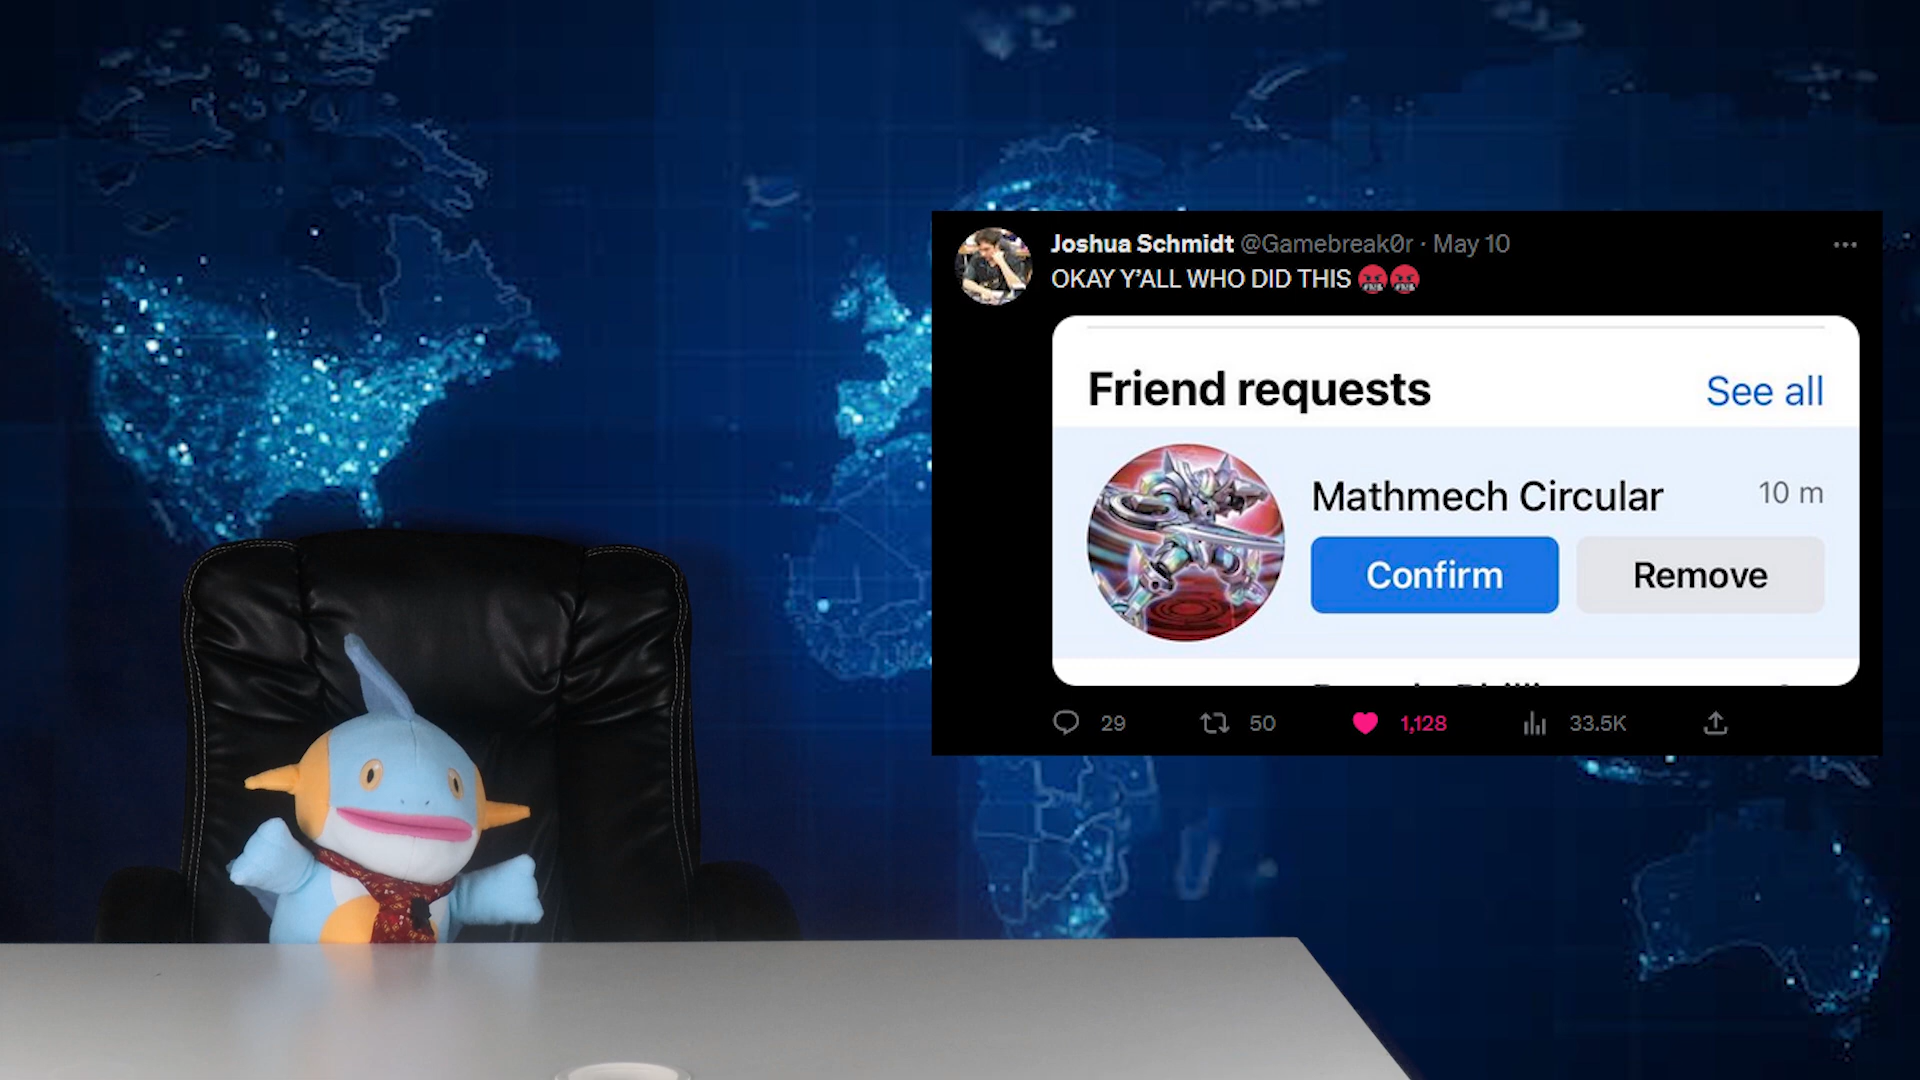 Joshua Schmidt @Gamebreak0r · May 10
OKAY Y'ALL WHO DID THIS 🤬🤬
Friend requests
See all
Mathmech Circular
10 m
Confirm
Remove
29
50
1,128
33.5K